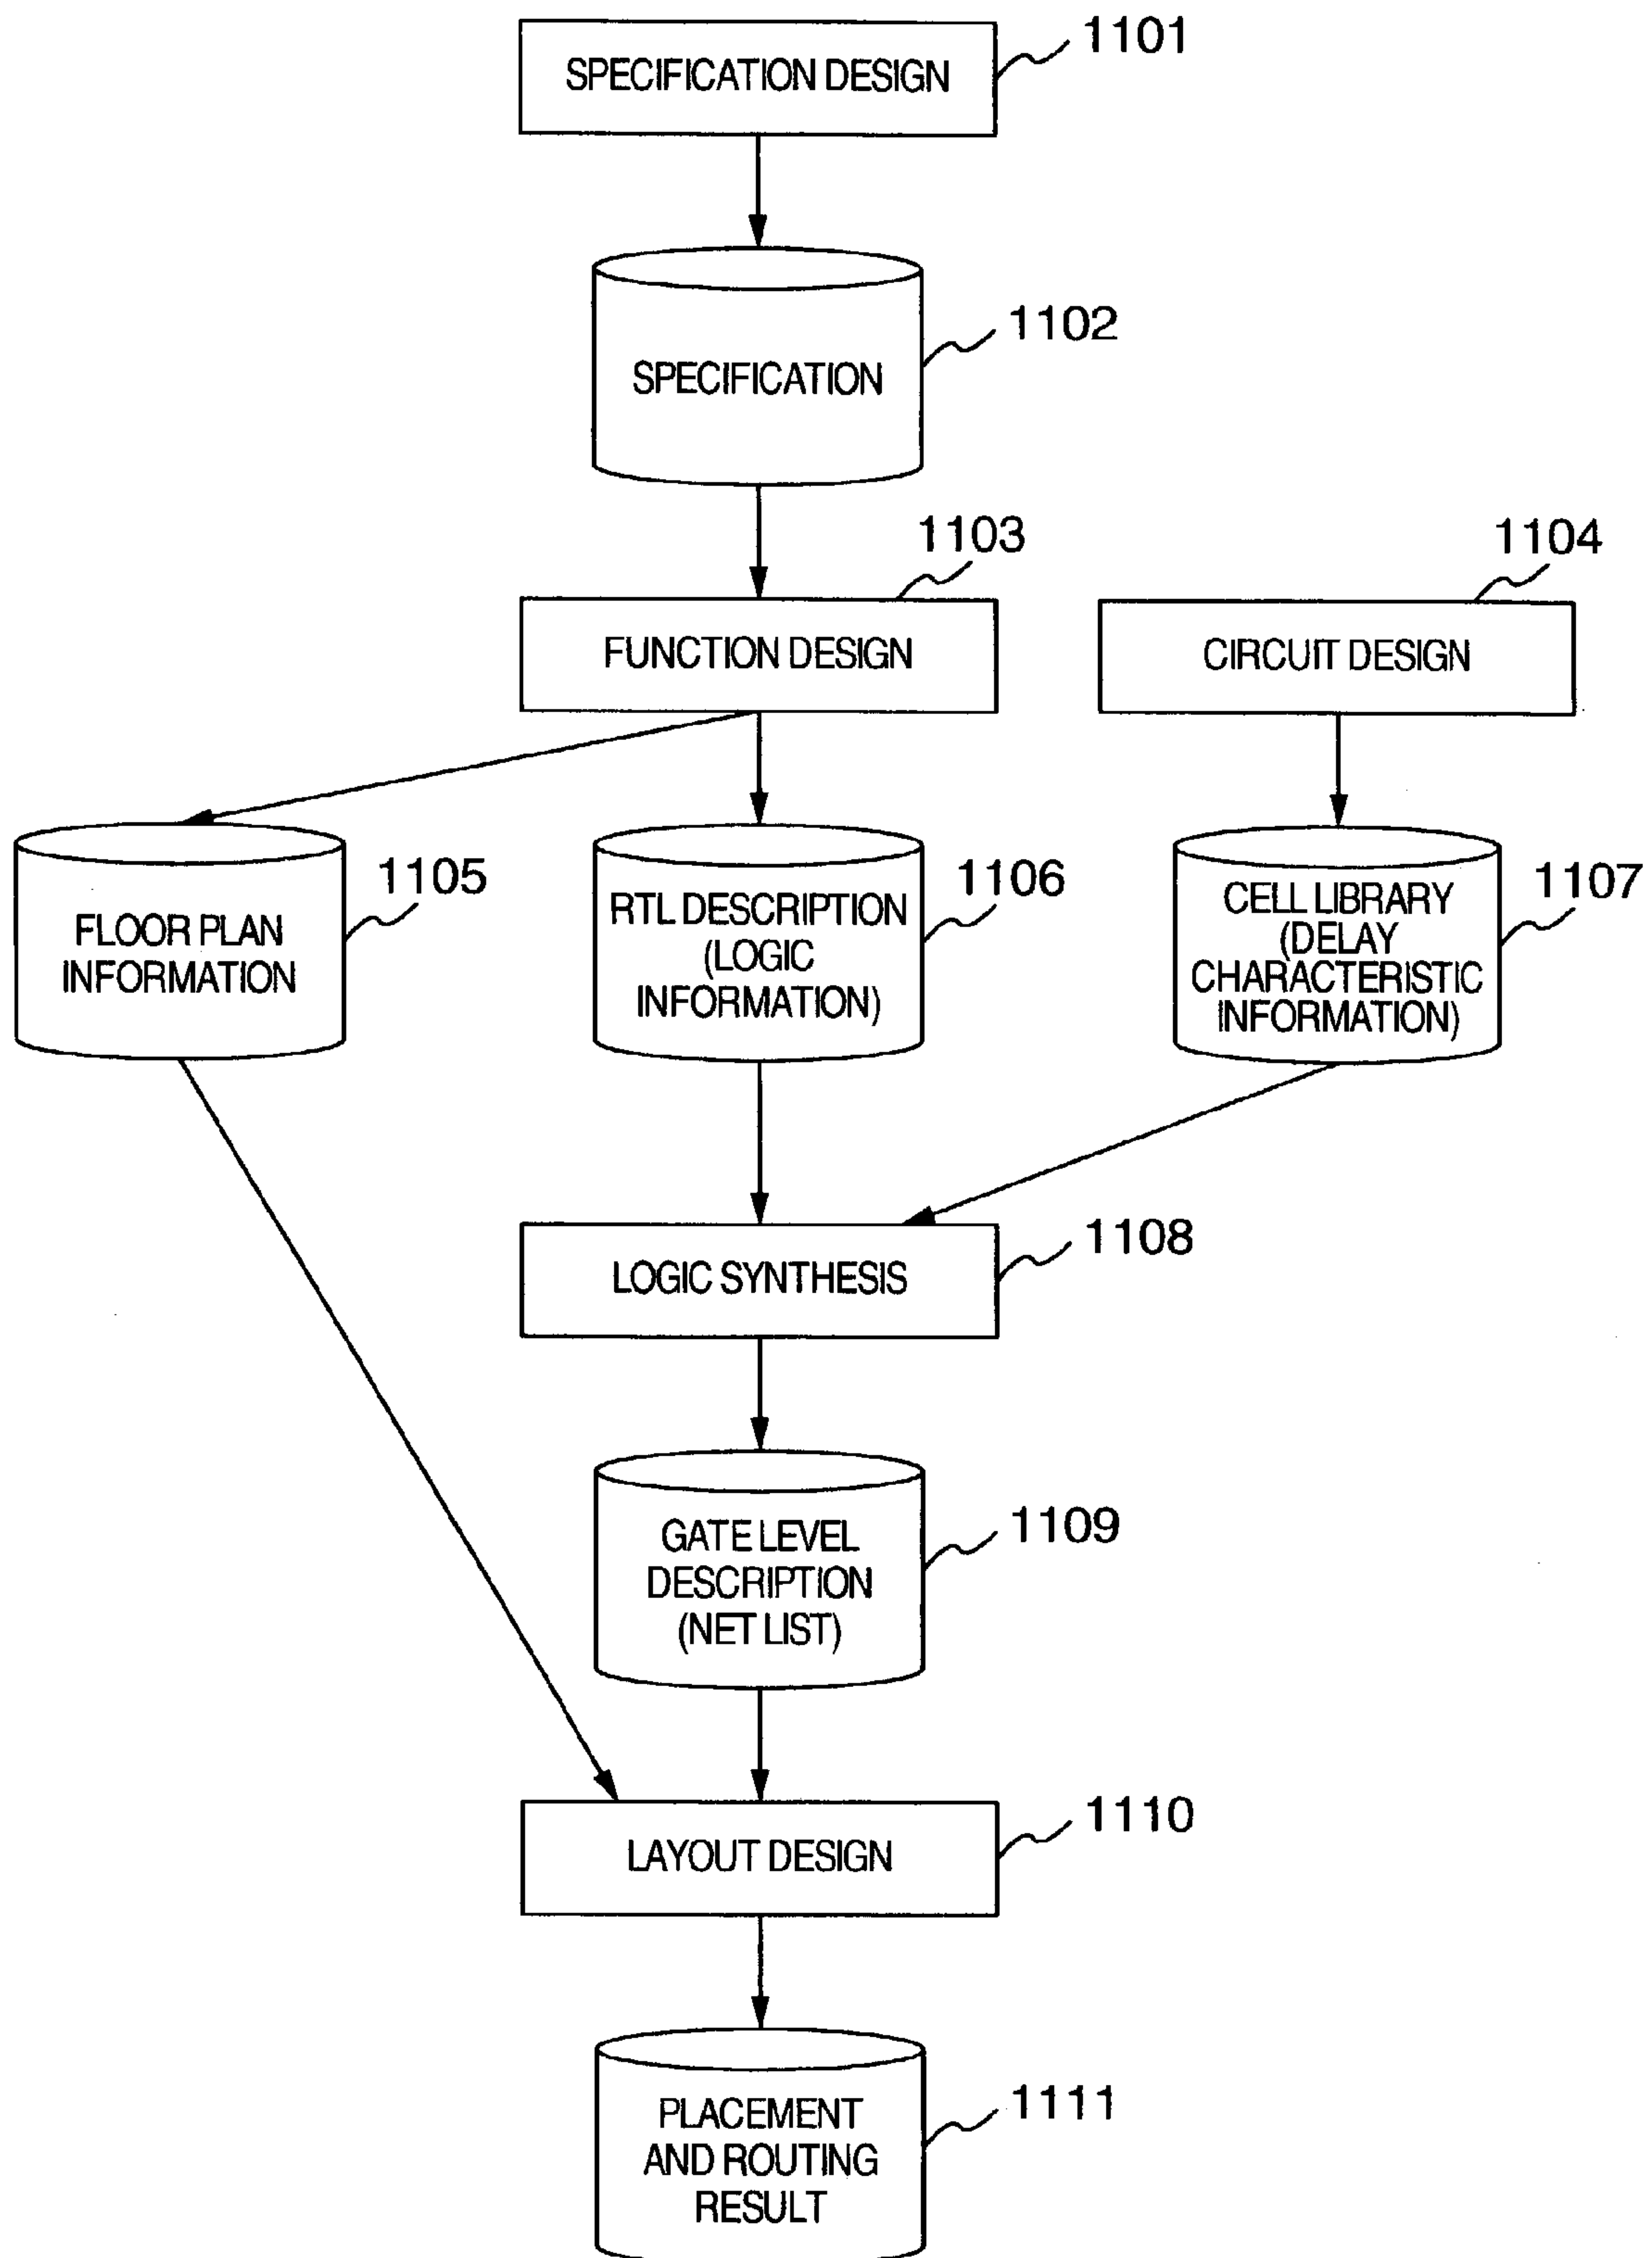 1101
SPECIFICATION DESIGN
1102
SPECIFICATION
1103
FUNCTION DESIGN
1104
CIRCUIT DESIGN
1105
FLOOR PLAN
INFORMATION
1106
RTL DESCRIPTION
(LOGIC
INFORMATION)
1107
CELL LIBRARY
(DELAY
CHARACTERISTIC
INFORMATION)
1108
LOGIC SYNTHESIS
1109
GATE LEVEL
DESCRIPTION
(NET LIST)
1110
LAYOUT DESIGN
1111
PLACEMENT
AND ROUTING
RESULT